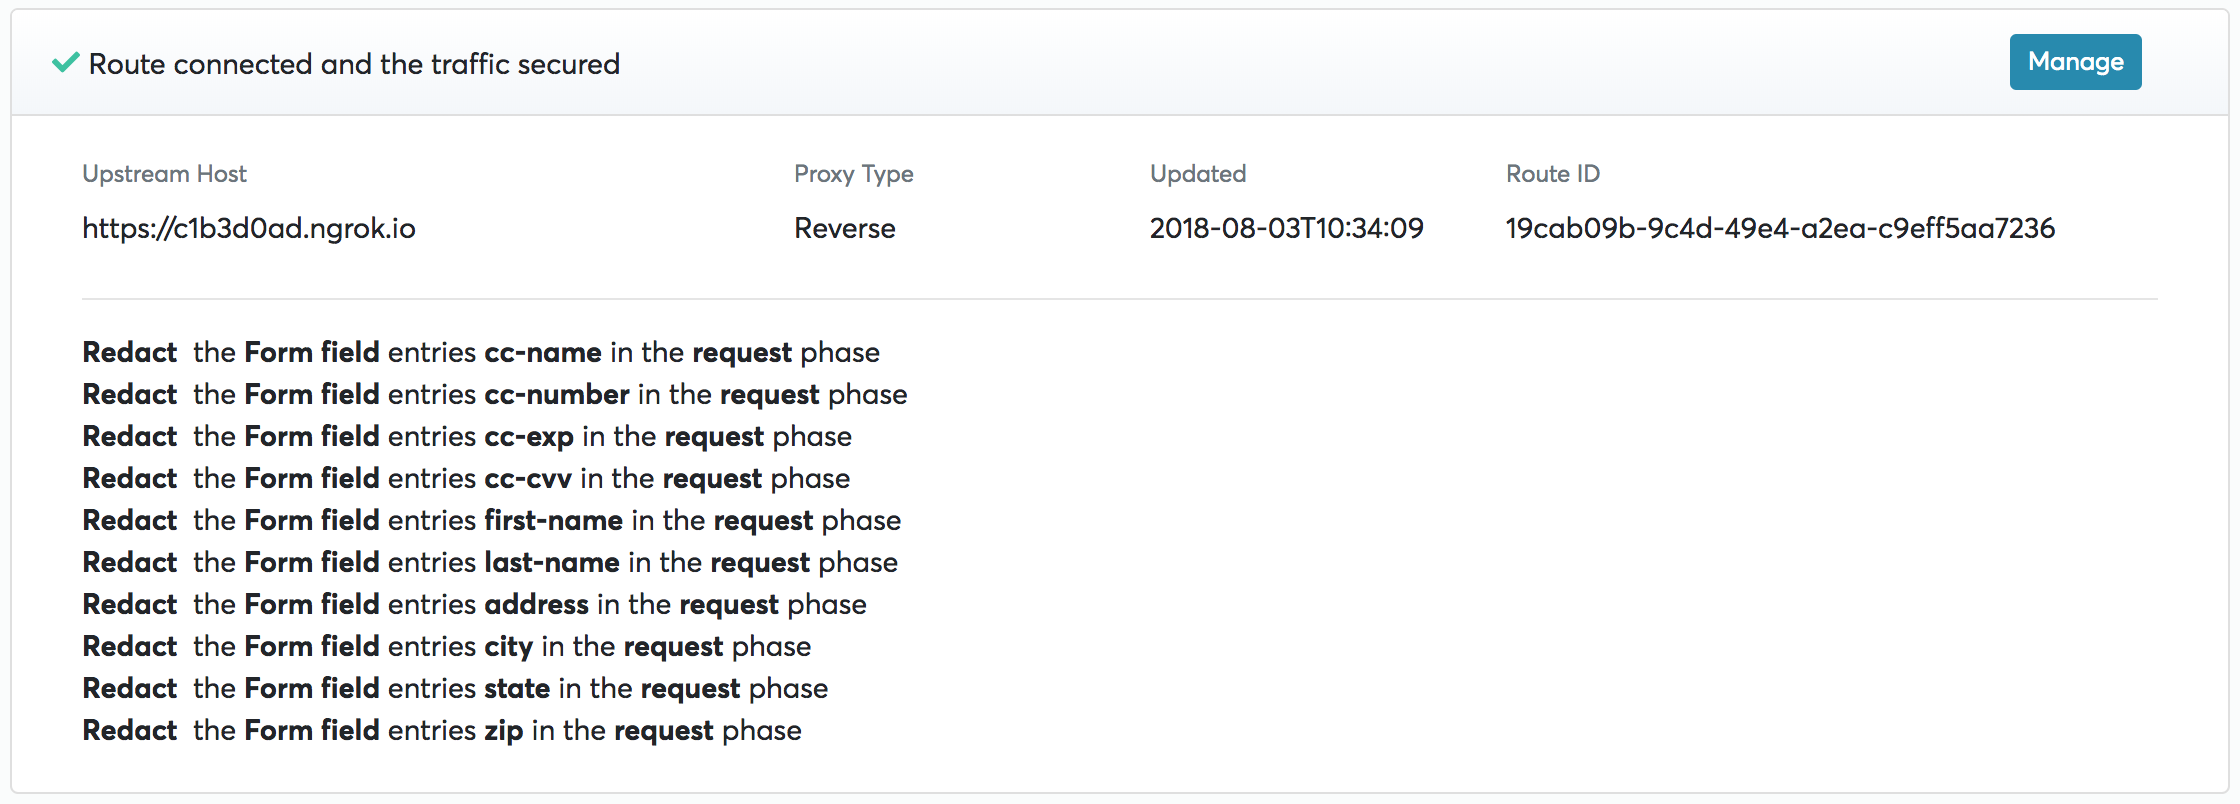 Route connected and the traffic secured
Manage
Upstream Host Proxy Type Updated Route ID
https://c1b3d0ad.ngrok.io Reverse 2018-08-03T10:34:09 19cab09b-9c4d-49e4-a2ea-c9eff5aa7236
Redact the Form field entries cc-name in the request phase
Redact the Form field entries cc-number in the request phase
Redact the Form field entries cc-exp in the request phase
Redact the Form field entries cc-cvv in the request phase
Redact the Form field entries first-name in the request phase
Redact the Form field entries last-name in the request phase
Redact the Form field entries address in the request phase
Redact the Form field entries city in the request phase
Redact the Form field entries state in the request phase
Redact the Form field entries zip in the request phase